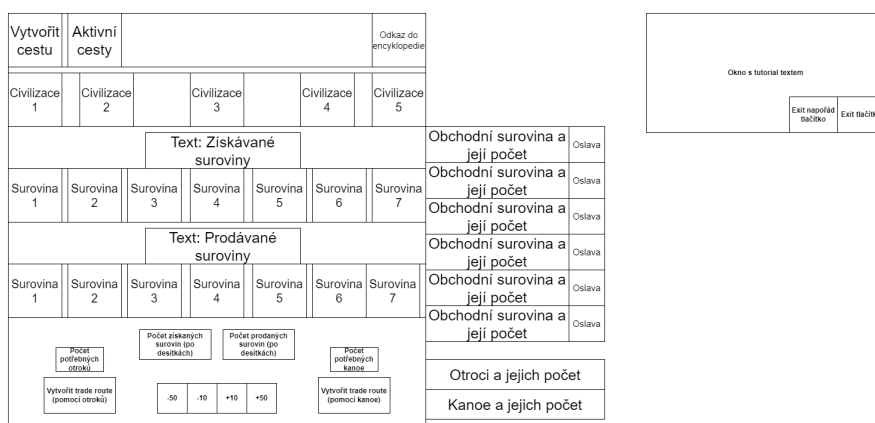 Vytvořit
cestu
Aktivní
cesty
Odkaz do
encyklopedie
Civilizace
1
Civilizace
2
Civilizace
3
Civilizace
4
Civilizace
5
Text: Získávané
suroviny
Surovina
1
Surovina
2
Surovina
3
Surovina
4
Surovina
5
Surovina
6
Surovina
7
Text: Prodávané
suroviny
Surovina
1
Surovina
2
Surovina
3
Surovina
4
Surovina
5
Surovina
6
Surovina
7
Počet
potřebných
otroků
Počet získaných
surovin (po
desítkách)
Počet prodaných
surovin (po
desítkách)
Počet
potřebných
kanoe
Vytvořit trade route
(pomocí otroků)
-50
-10
+10
+50
Vytvořit trade route
(pomocí kanoe)
Obchodní surovina a
její počet
Oslava
Obchodní surovina a
její počet
Oslava
Obchodní surovina a
její počet
Oslava
Obchodní surovina a
její počet
Oslava
Obchodní surovina a
její počet
Oslava
Obchodní surovina a
její počet
Oslava
Otroci a jejich počet
Kanoe a jejich počet
Okno s tutorial textem
Exit napořád
tlačítko
Exit tlačítk